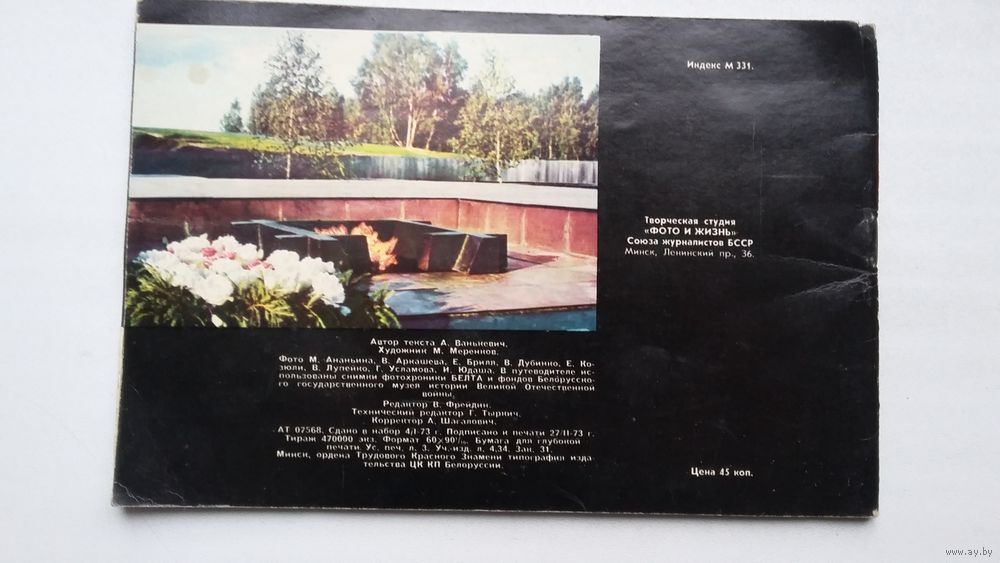 Индекс М 331.
Творческая студия
«ФОТО И ЖИЗНЬ»
Союза журналистов БССР
Минск, Ленинский пр., 36.
Автор текста А. Ванькевич.
Художник М. Меренков.
Фото М. Ананьина, В. Аркашева, Е. Бриля, В. Дубинко, Е. Ко-
зюли, В. Лупейко, Г. Усламова, И. Юдаша. В путеводителе ис-
пользованы снимки фотохроники БЕЛТА и фондов Белорусско-
го государственного музея истории Великой Отечественной
войны.
Редактор В. Фрейдин.
Технический редактор Г. Тыркич.
Корректор А. Шагалович.
АТ 07568. Сдано в набор 4/I-73 г. Подписано к печати 27/II-73 г.
Тираж 470000 экз. Формат 60×90¹/₁₆. Бумага для глубокой
печати. Ус. печ. л. 3. Уч.-изд. л. 4,34. Зак. 31.
Минск, ордена Трудового Красного Знамени типография изда-
тельства ЦК КП Белоруссии.
Цена 45 коп.
www.ay.by